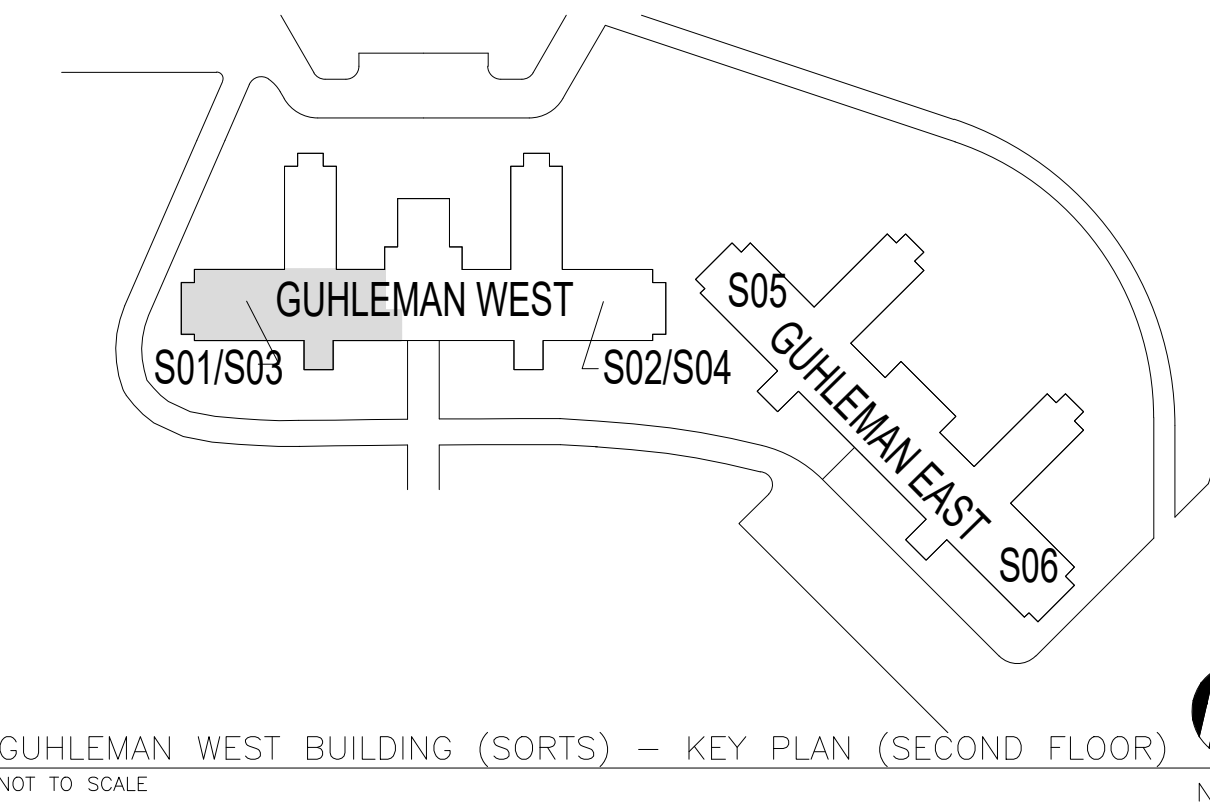 S05
GUHLEMAN WEST
S01/S03
S02/S04
GUHLEMAN EAST
S06
GUHLEMAN WEST BUILDING (SORTS) – KEY PLAN (SECOND FLOOR)
NOT TO SCALE
N